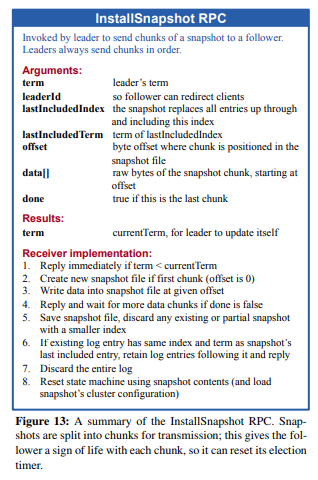 InstallSnapshot RPC
Invoked by leader to send chunks of a snapshot to a follower.
Leaders always send chunks in order.
Arguments:
term leader's term
leaderId so follower can redirect clients
lastIncludedIndex the snapshot replaces all entries up through
and including this index
lastIncludedTerm term of lastIncludedIndex
offset byte offset where chunk is positioned in the
snapshot file
data[] raw bytes of the snapshot chunk, starting at
offset
done true if this is the last chunk
Results:
term currentTerm, for leader to update itself
Receiver implementation:
1. Reply immediately if term < currentTerm
2. Create new snapshot file if first chunk (offset is 0)
3. Write data into snapshot file at given offset
4. Reply and wait for more data chunks if done is false
5. Save snapshot file, discard any existing or partial snapshot
with a smaller index
6. If existing log entry has same index and term as snapshot's
last included entry, retain log entries following it and reply
7. Discard the entire log
8. Reset state machine using snapshot contents (and load
snapshot's cluster configuration)
Figure 13: A summary of the InstallSnapshot RPC. Snap-
shots are split into chunks for transmission; this gives the fol-
lower a sign of life with each chunk, so it can reset its election
timer.